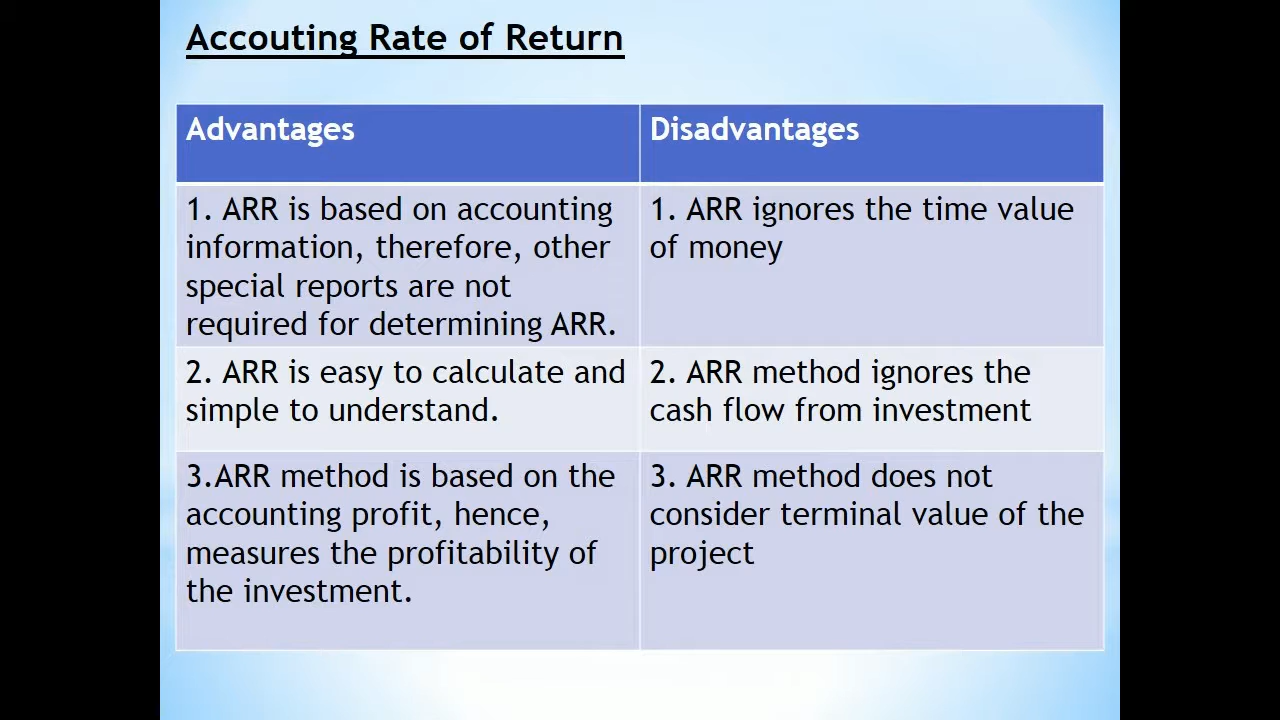 Accouting Rate of Return
Advantages
Disadvantages
1. ARR is based on accounting
information, therefore, other
special reports are not
required for determining ARR.
1. ARR ignores the time value
of money
2. ARR is easy to calculate and
simple to understand.
2. ARR method ignores the
cash flow from investment
3.ARR method is based on the
accounting profit, hence,
measures the profitability of
the investment.
3. ARR method does not
consider terminal value of the
project